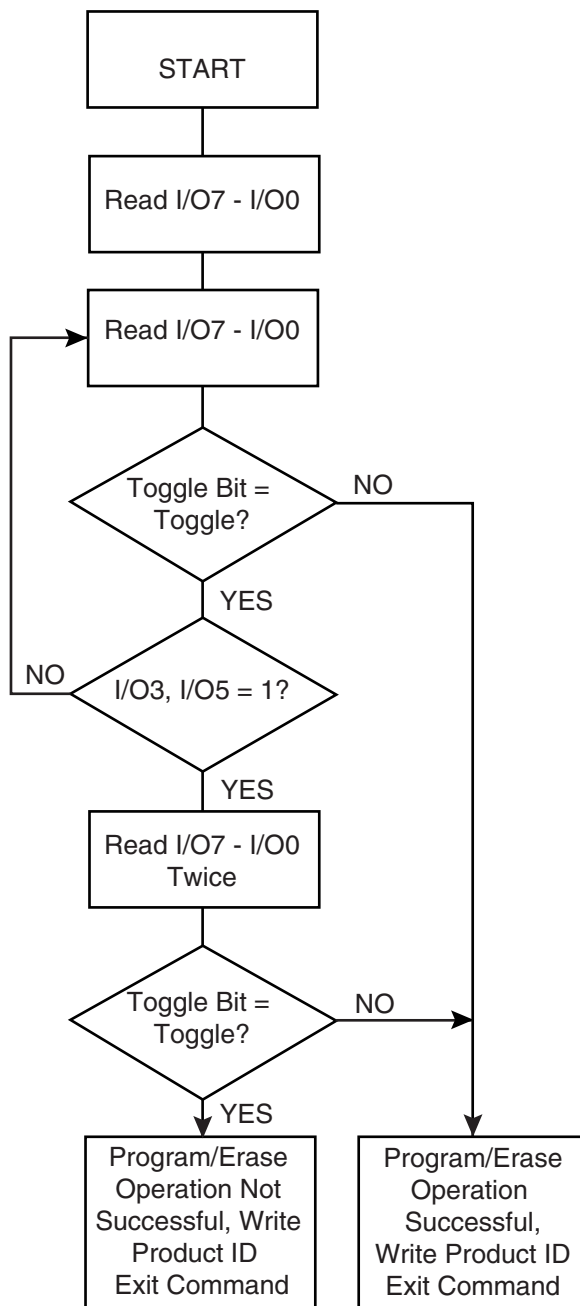 START
Read I/O7 - I/O0
Read I/O7 - I/O0
Toggle Bit =
Toggle?
NO
YES
NO
I/O3, I/O5 = 1?
YES
Read I/O7 - I/O0
Twice
Toggle Bit =
Toggle?
NO
YES
Program/Erase
Operation Not
Successful, Write
Product ID
Exit Command
Program/Erase
Operation
Successful,
Write Product ID
Exit Command